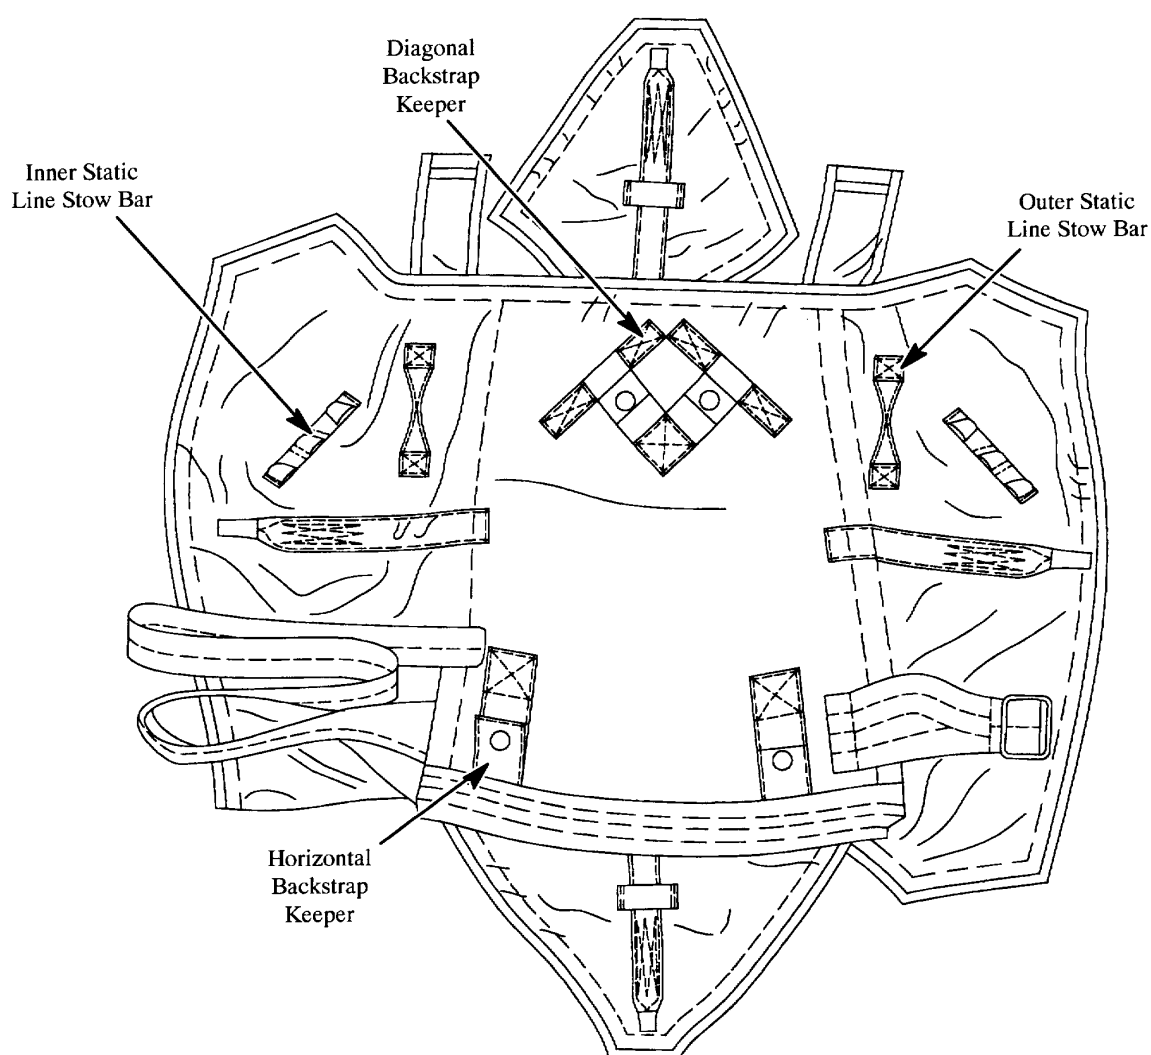 Diagonal
Backstrap
Keeper
Inner Static
Line Stow Bar
Outer Static
Line Stow Bar
Horizontal
Backstrap
Keeper